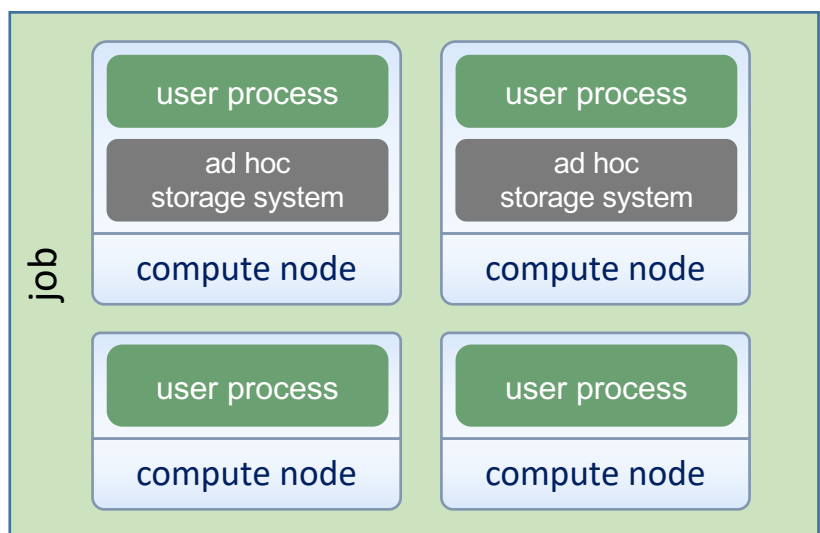 user process
user process
ad hoc
storage system
ad hoc
storage system
compute node
compute node
job
user process
user process
compute node
compute node